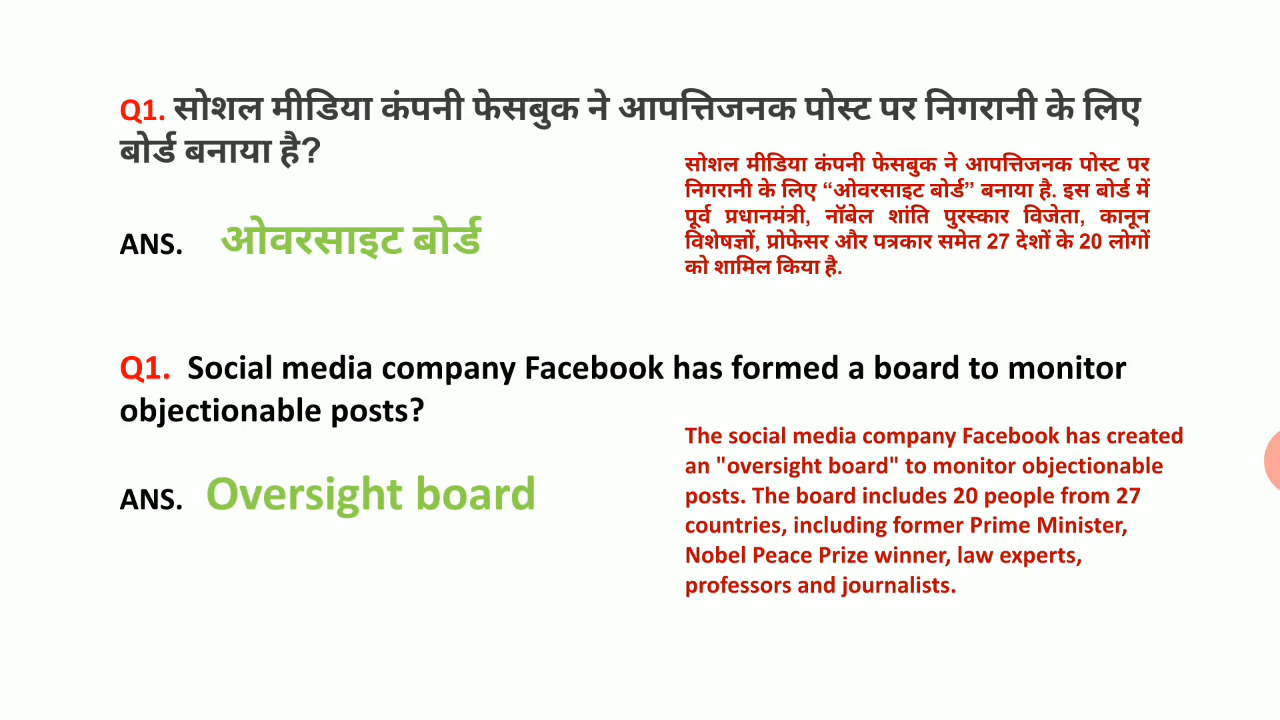 Q1. सोशल मीडिया कंपनी फेसबुक ने आपत्तिजनक पोस्ट पर निगरानी के लिए
बोर्ड बनाया है?
ANS. ओवरसाइट बोर्ड
सोशल मीडिया कंपनी फेसबुक ने आपत्तिजनक पोस्ट पर
निगरानी के लिए “ओवरसाइट बोर्ड” बनाया है. इस बोर्ड में
पूर्व प्रधानमंत्री, नॉबेल शांति पुरस्कार विजेता, कानून
विशेषज्ञों, प्रोफेसर और पत्रकार समेत 27 देशों के 20 लोगों
को शामिल किया है.
Q1. Social media company Facebook has formed a board to monitor
objectionable posts?
ANS. Oversight board
The social media company Facebook has created
an "oversight board" to monitor objectionable
posts. The board includes 20 people from 27
countries, including former Prime Minister,
Nobel Peace Prize winner, law experts,
professors and journalists.